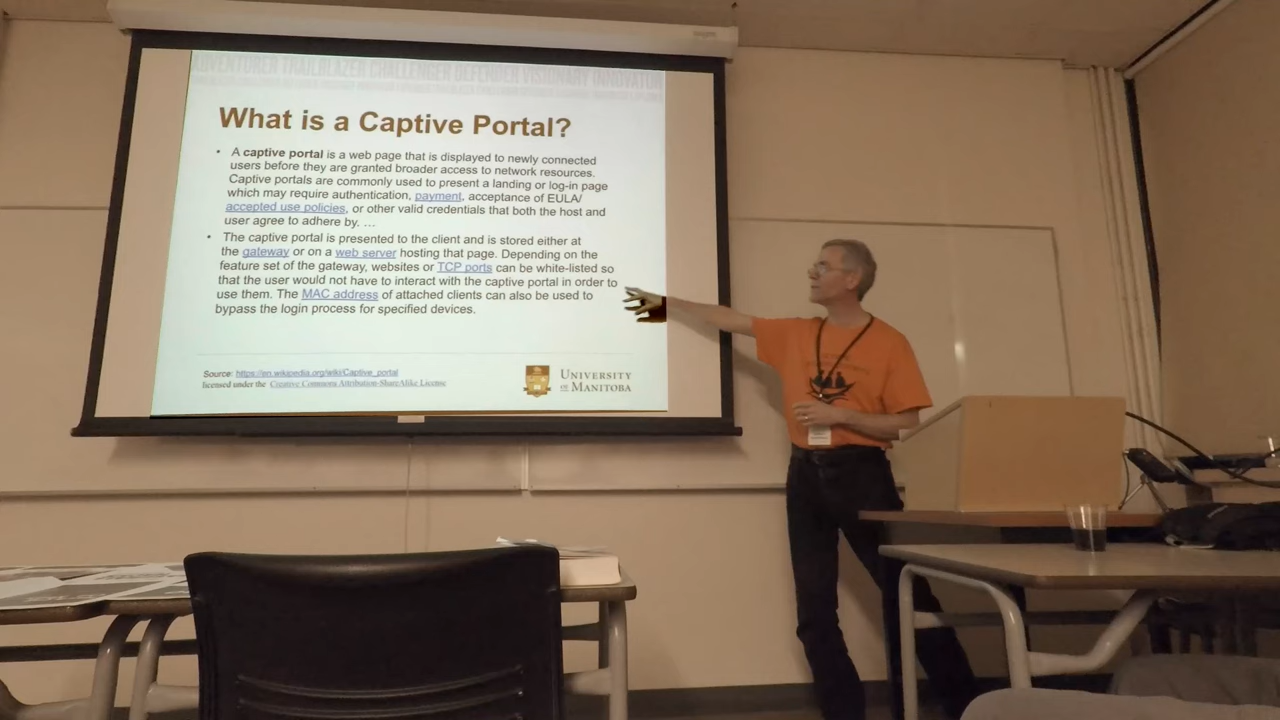 ADVENTURER TRAILBLAZER CHALLENGER DEFENDER VISIONARY INNOVATOR
What is a Captive Portal?
• A captive portal is a web page that is displayed to newly connected
users before they are granted broader access to network resources.
Captive portals are commonly used to present a landing or log-in page
which may require authentication, payment, acceptance of EULA/
accepted use policies, or other valid credentials that both the host and
user agree to adhere by. …
• The captive portal is presented to the client and is stored either at
the gateway or on a web server hosting that page. Depending on the
feature set of the gateway, websites or TCP ports can be white-listed so
that the user would not have to interact with the captive portal in order to
use them. The MAC address of attached clients can also be used to
bypass the login process for specified devices.
Source: https://en.wikipedia.org/wiki/Captive_portal
licensed under the Creative Commons Attribution-ShareAlike License
UNIVERSITY
OF MANITOBA